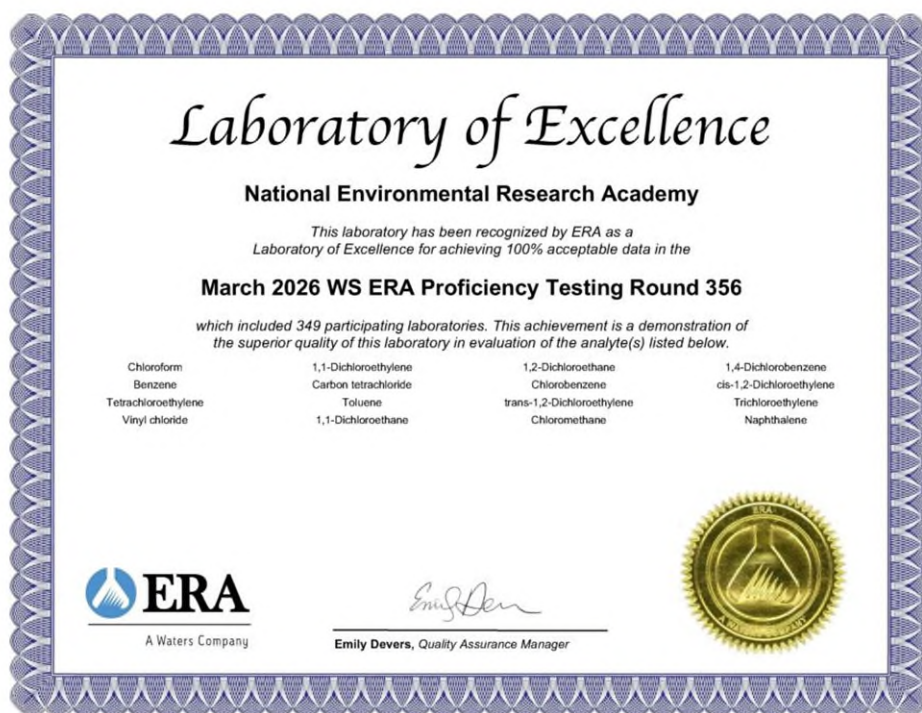 Laboratory of Excellence
National Environmental Research Academy
This laboratory has been recognized by ERA as a
Laboratory of Excellence for achieving 100% acceptable data in the
March 2026 WS ERA Proficiency Testing Round 356
which included 349 participating laboratories. This achievement is a demonstration of
the superior quality of this laboratory in evaluation of the analyte(s) listed below.
Chloroform 1,1-Dichloroethylene 1,2-Dichloroethane 1,4-Dichlorobenzene
Benzene Carbon tetrachloride Chlorobenzene cis-1,2-Dichloroethylene
Tetrachloroethylene Toluene trans-1,2-Dichloroethylene Trichloroethylene
Vinyl chloride 1,1-Dichloroethane Chloromethane Naphthalene
ERA
A Waters Company
Emily Devers, Quality Assurance Manager
ERA
A WATERS COMPANY